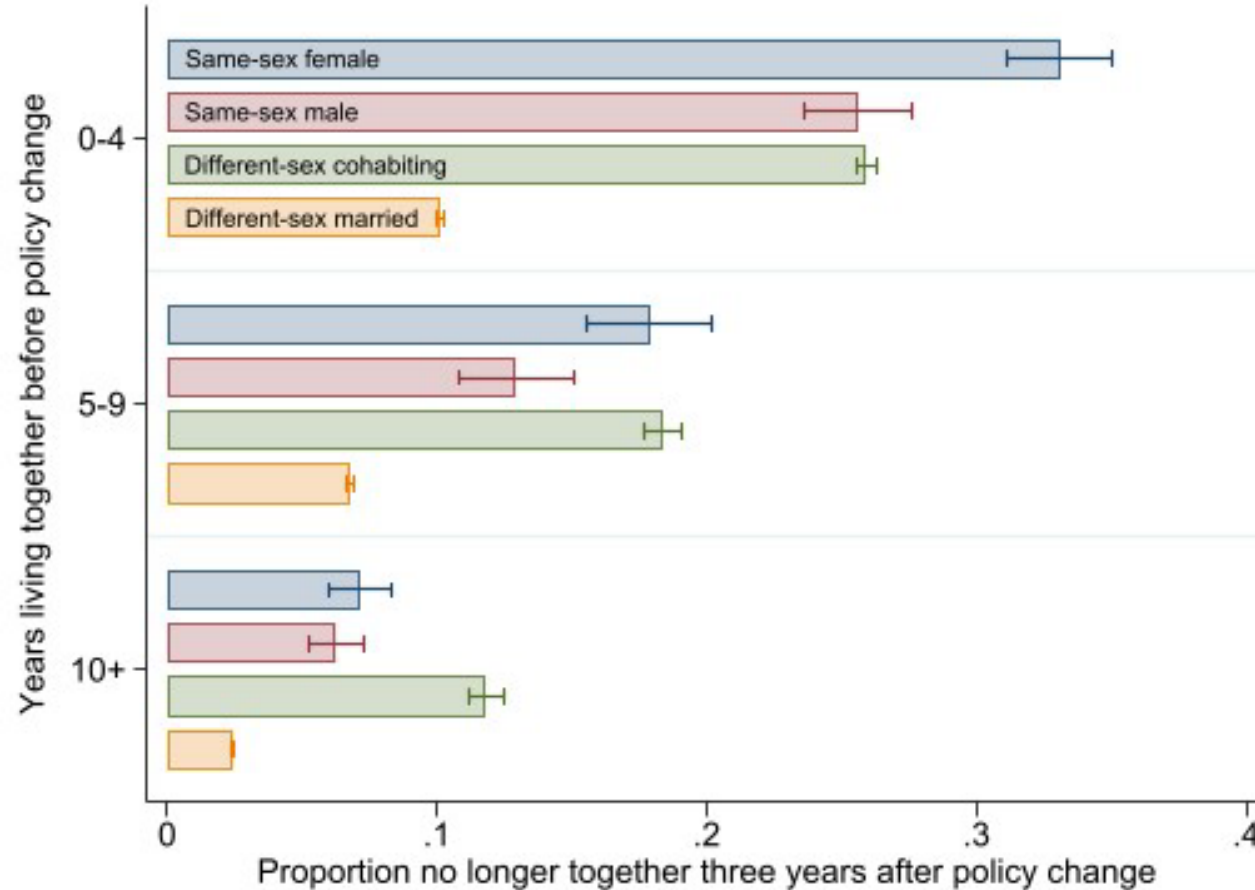 Years living together before policy change
0-4
Same-sex female
Same-sex male
Different-sex cohabiting
Different-sex married
5-9
10+
0 .1 .2 .3 .4
Proportion no longer together three years after policy change